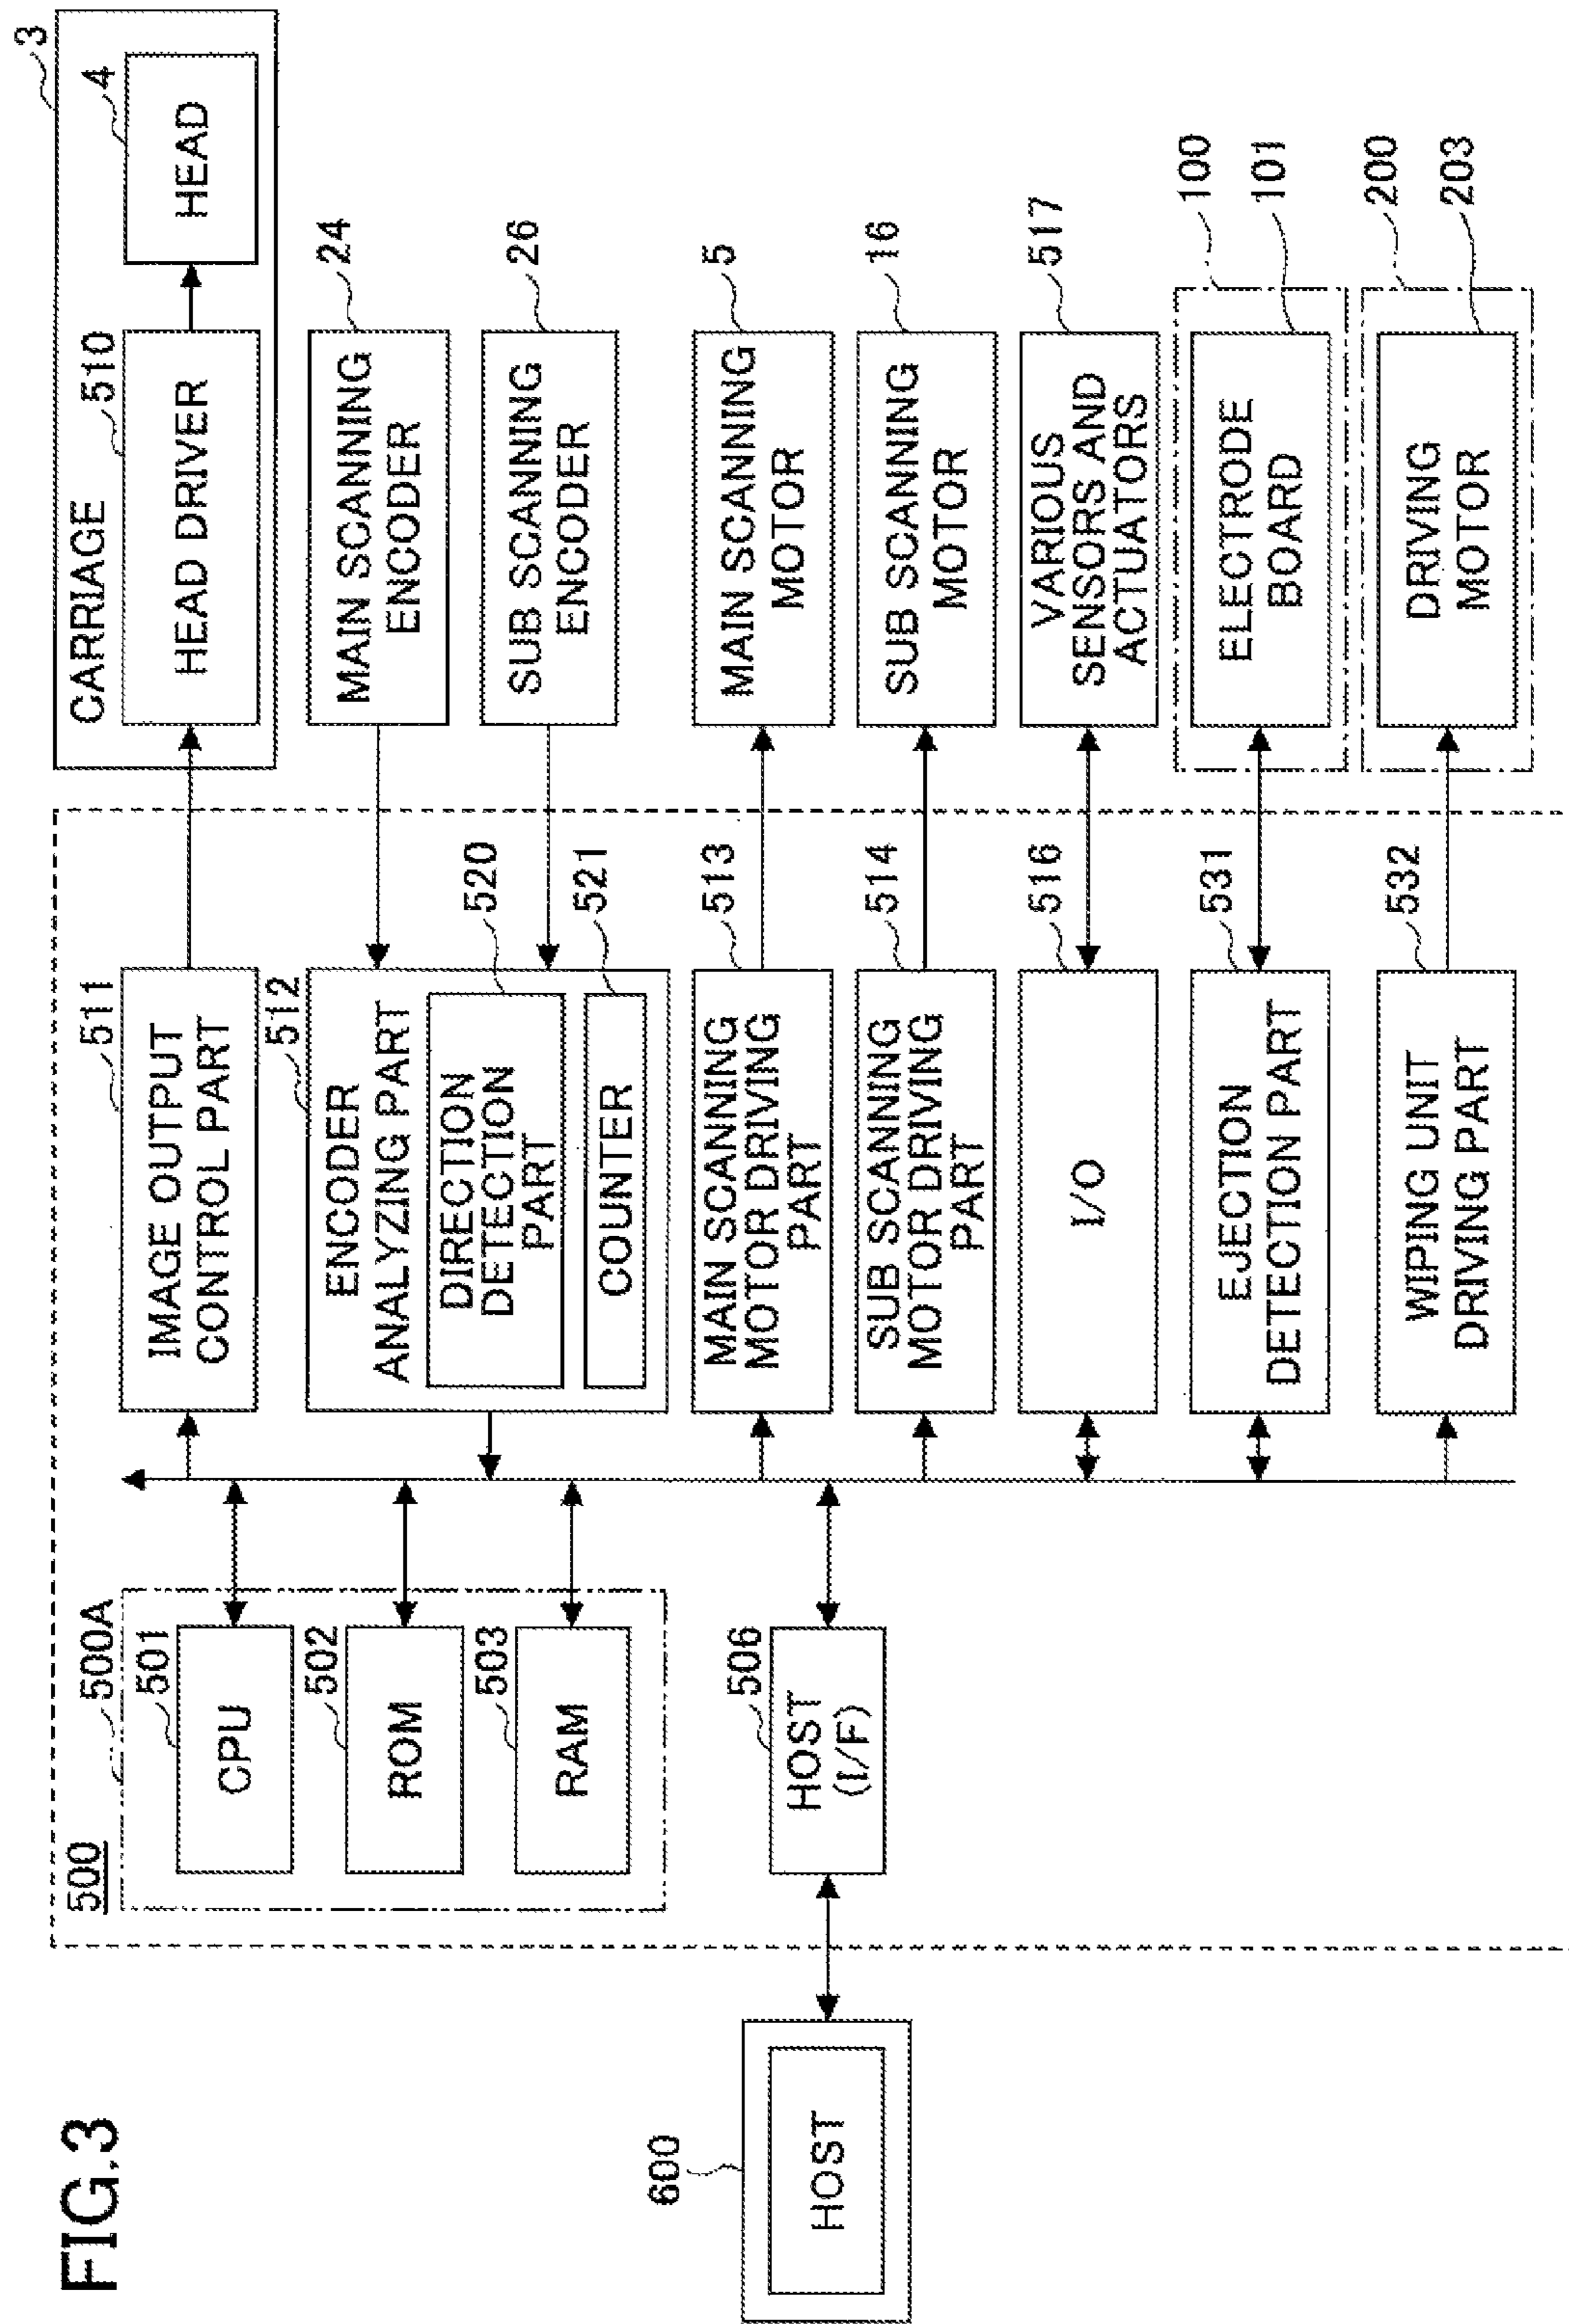 FIG.3
600
HOST
500
500A
501
CPU
502
ROM
503
RAM
506
HOST
(I/F)
511
IMAGE OUTPUT
CONTROL PART
512
ENCODER
ANALYZING PART
520
DIRECTION
DETECTION
PART
521
COUNTER
513
MAIN SCANNING
MOTOR DRIVING
PART
514
SUB SCANNING
MOTOR DRIVING
PART
516
I/O
531
EJECTION
DETECTION PART
532
WIPING UNIT
DRIVING PART
3
CARRIAGE
510
HEAD DRIVER
4
HEAD
24
MAIN SCANNING
ENCODER
26
SUB SCANNING
ENCODER
5
MAIN SCANNING
MOTOR
16
SUB SCANNING
MOTOR
517
VARIOUS
SENSORS AND
ACTUATORS
100
101
ELECTRODE
BOARD
200
203
DRIVING
MOTOR